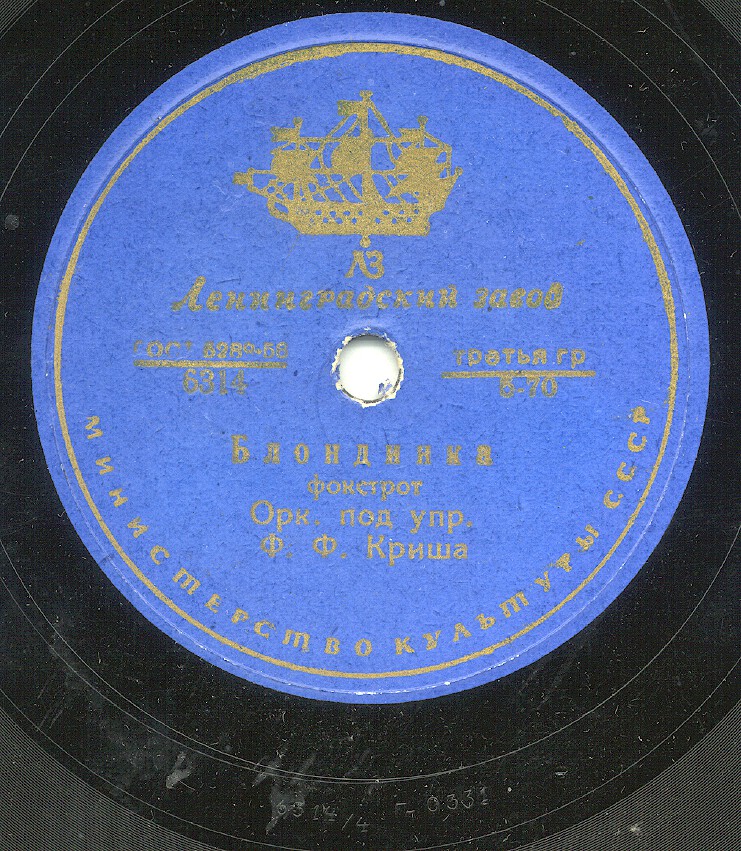 ЛЗ
Ленинградский завод
ГОСТ 5289-56
6314
третья гр
5-70
Блондинка
фокстрот
Орк. под упр.
Ф. Ф. Криша
МИНИСТЕРСТВО КУЛЬТУРЫ СССР
6314/4